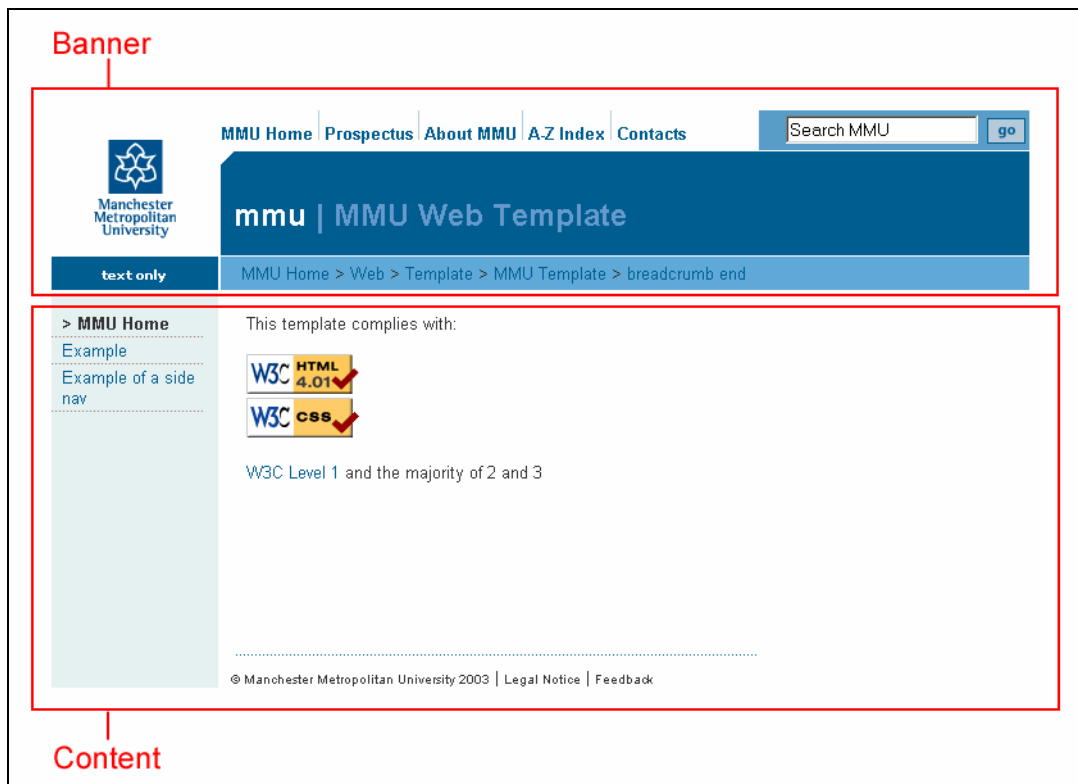 Banner
MMU Home Prospectus About MMU A-Z Index Contacts
Search MMU go
Manchester
Metropolitan
University
mmu | MMU Web Template
text only
MMU Home > Web > Template > MMU Template > breadcrumb end
> MMU Home
Example
Example of a side
nav
This template complies with:
W3C HTML
4.01
W3C css
W3C Level 1 and the majority of 2 and 3
© Manchester Metropolitan University 2003 | Legal Notice | Feedback
Content